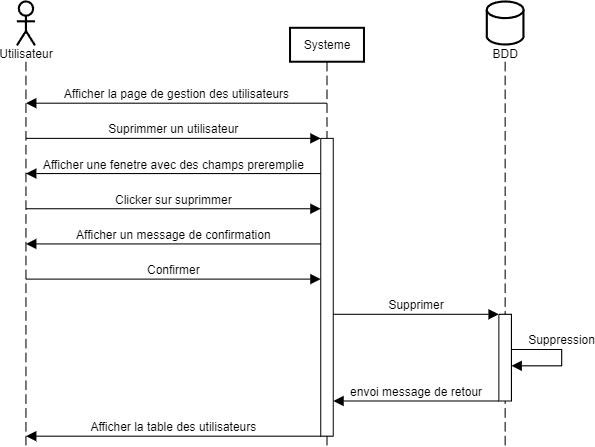 Utilisateur
Systeme
BDD
Afficher la page de gestion des utilisateurs
Suprimmer un utilisateur
Afficher une fenetre avec des champs preremplie
Clicker sur suprimmer
Afficher un message de confirmation
Confirmer
Supprimer
Suppression
envoi message de retour
Afficher la table des utilisateurs